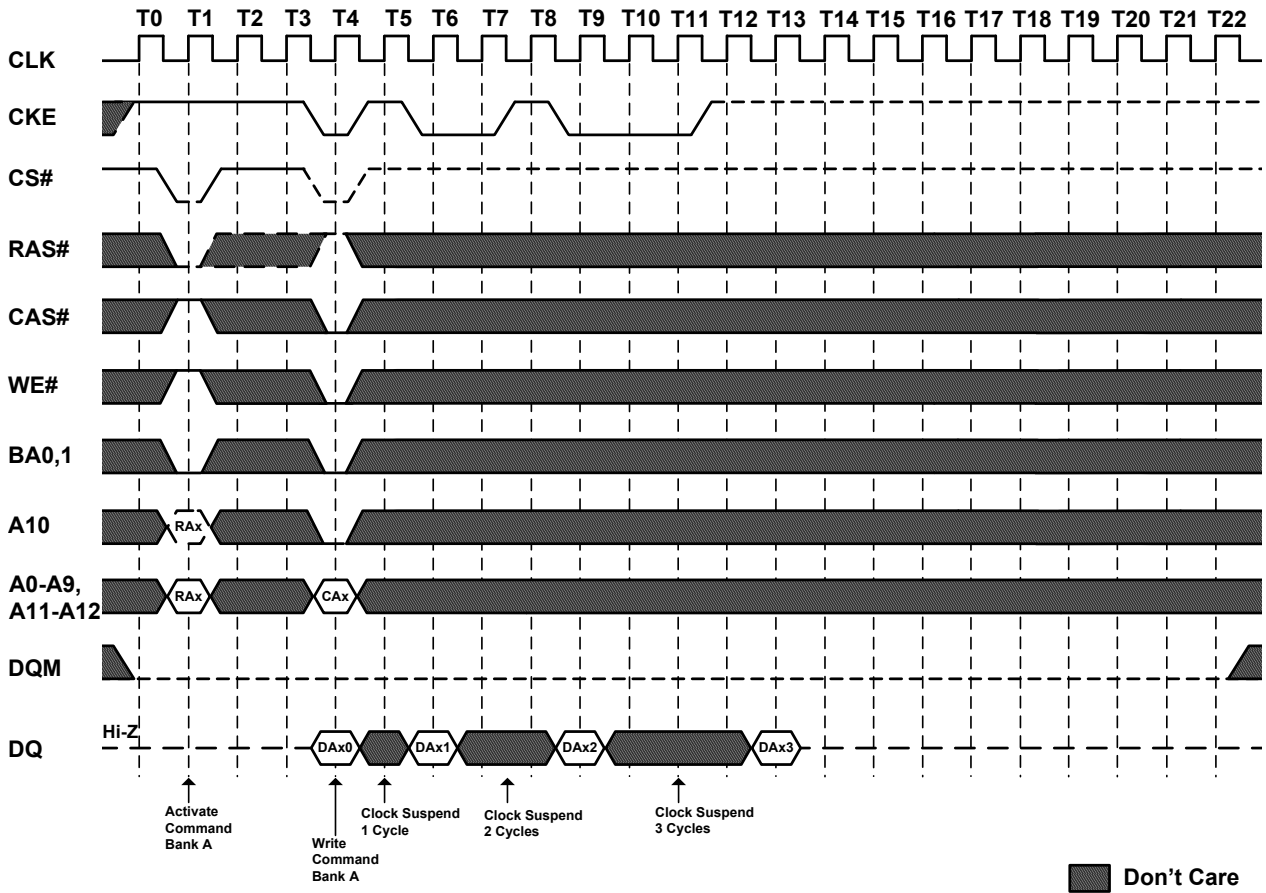 T0 T1 T2 T3 T4 T5 T6 T7 T8 T9 T10 T11 T12 T13 T14 T15 T16 T17 T18 T19 T20 T21 T22
CLK
CKE
CS#
RAS#
CAS#
WE#
BA0,1
A10 RAx
A0-A9,
A11-A12 RAx CAx
DQM
Hi-Z
DQ DAx0 DAx1 DAx2 DAx3
Activate
Command
Bank A
Write
Command
Bank A
Clock Suspend
1 Cycle
Clock Suspend
2 Cycles
Clock Suspend
3 Cycles
Don't Care